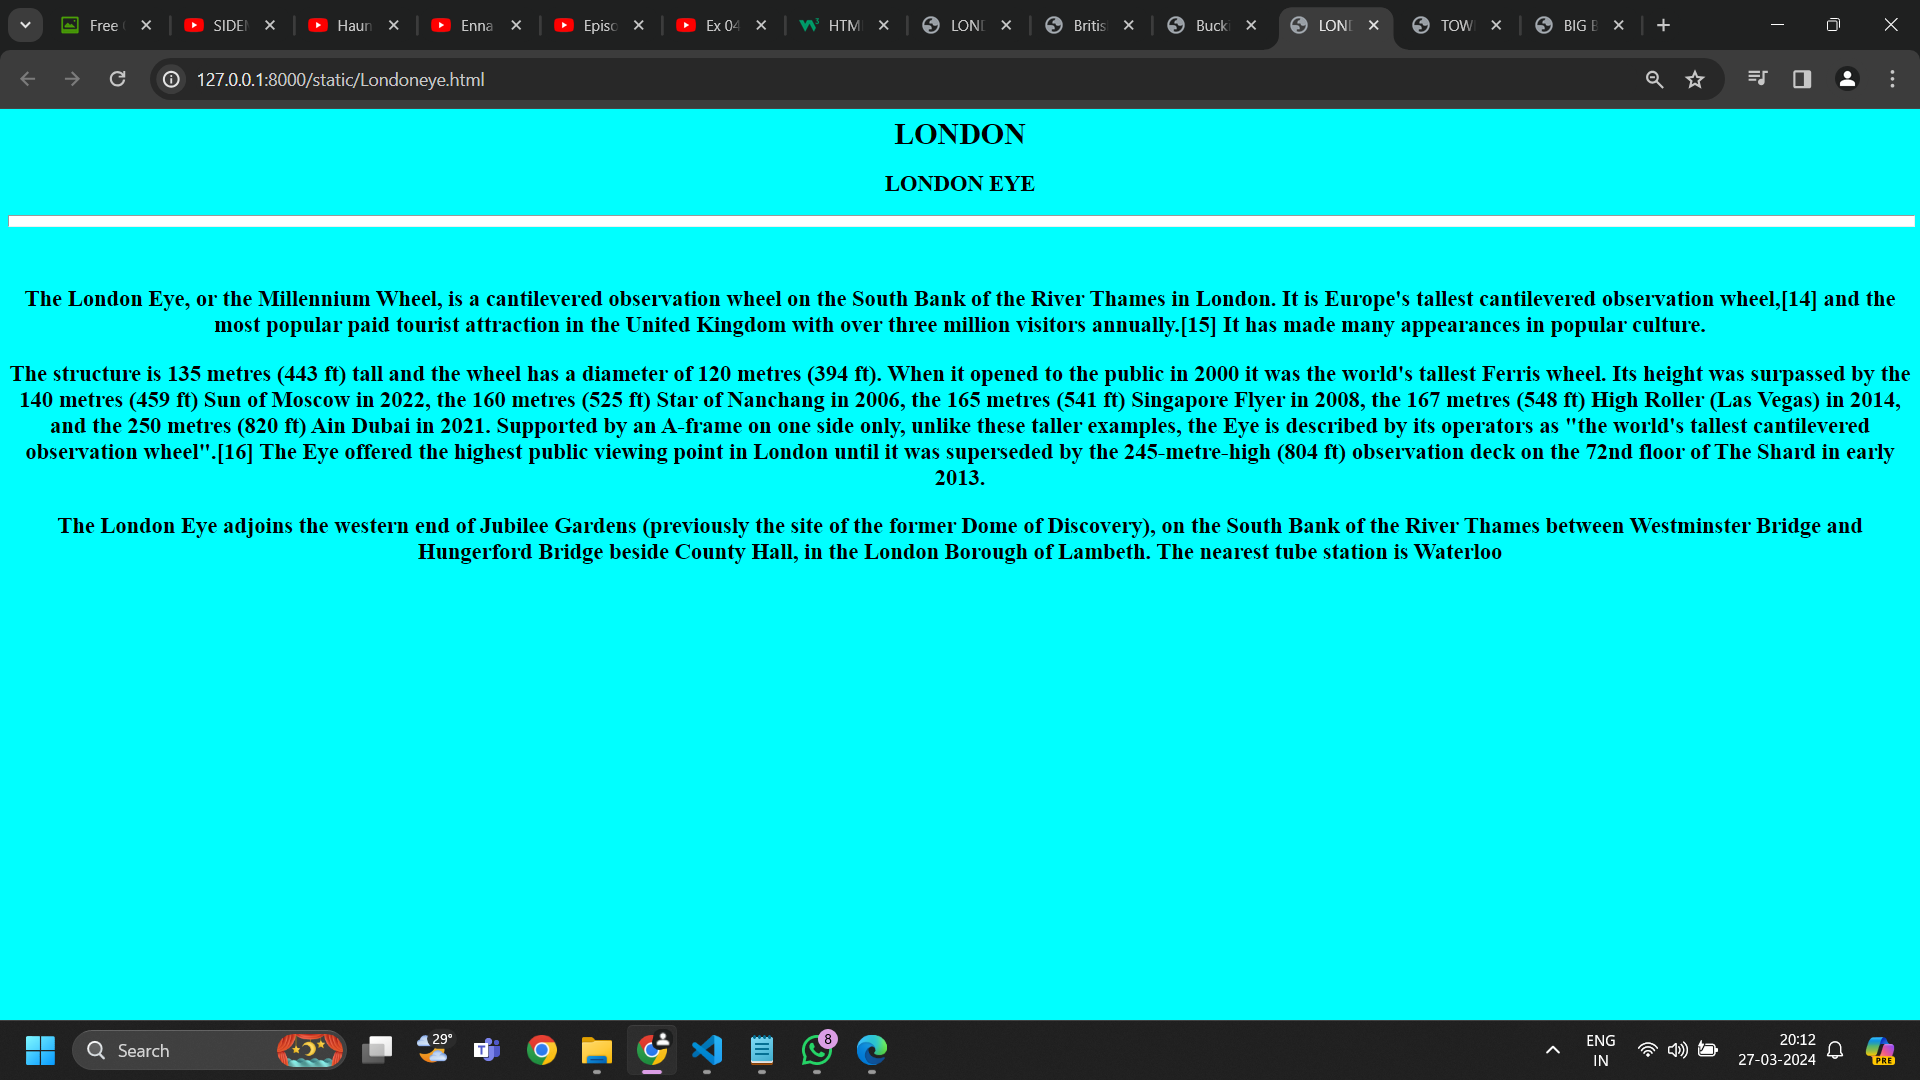 Free
SIDE
Haun
Enna
Episo
Ex 04
HTM
LOND
Britis
Bucki
LOND
TOW
BIG B
127.0.0.1:8000/static/Londoneye.html
LONDON
LONDON EYE
The London Eye, or the Millennium Wheel, is a cantilevered observation wheel on the South Bank of the River Thames in London. It is Europe's tallest cantilevered observation wheel,[14] and the
most popular paid tourist attraction in the United Kingdom with over three million visitors annually.[15] It has made many appearances in popular culture.
The structure is 135 metres (443 ft) tall and the wheel has a diameter of 120 metres (394 ft). When it opened to the public in 2000 it was the world's tallest Ferris wheel. Its height was surpassed by the
140 metres (459 ft) Sun of Moscow in 2022, the 160 metres (525 ft) Star of Nanchang in 2006, the 165 metres (541 ft) Singapore Flyer in 2008, the 167 metres (548 ft) High Roller (Las Vegas) in 2014,
and the 250 metres (820 ft) Ain Dubai in 2021. Supported by an A-frame on one side only, unlike these taller examples, the Eye is described by its operators as "the world's tallest cantilevered
observation wheel".[16] The Eye offered the highest public viewing point in London until it was superseded by the 245-metre-high (804 ft) observation deck on the 72nd floor of The Shard in early
2013.
The London Eye adjoins the western end of Jubilee Gardens (previously the site of the former Dome of Discovery), on the South Bank of the River Thames between Westminster Bridge and
Hungerford Bridge beside County Hall, in the London Borough of Lambeth. The nearest tube station is Waterloo
Search
29°
8
ENG
IN
20:12
27-03-2024
PRE